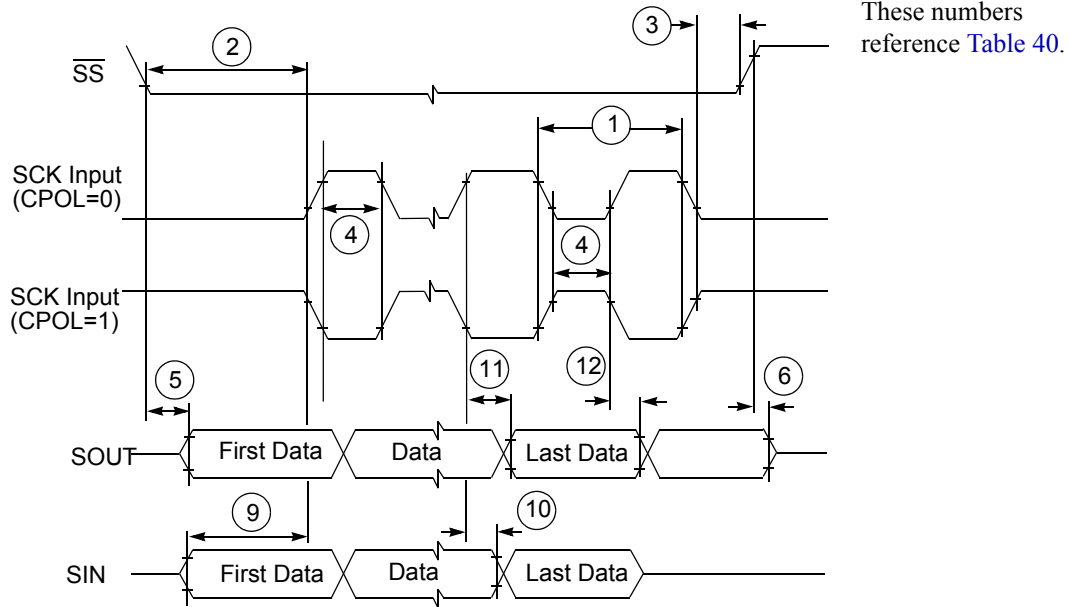 These numbers
reference Table 40.
3
2
SS
1
SCK Input
(CPOL=0)
4
4
SCK Input
(CPOL=1)
5
11
12
6
SOUT
First Data
Data
Last Data
9
10
SIN
First Data
Data
Last Data